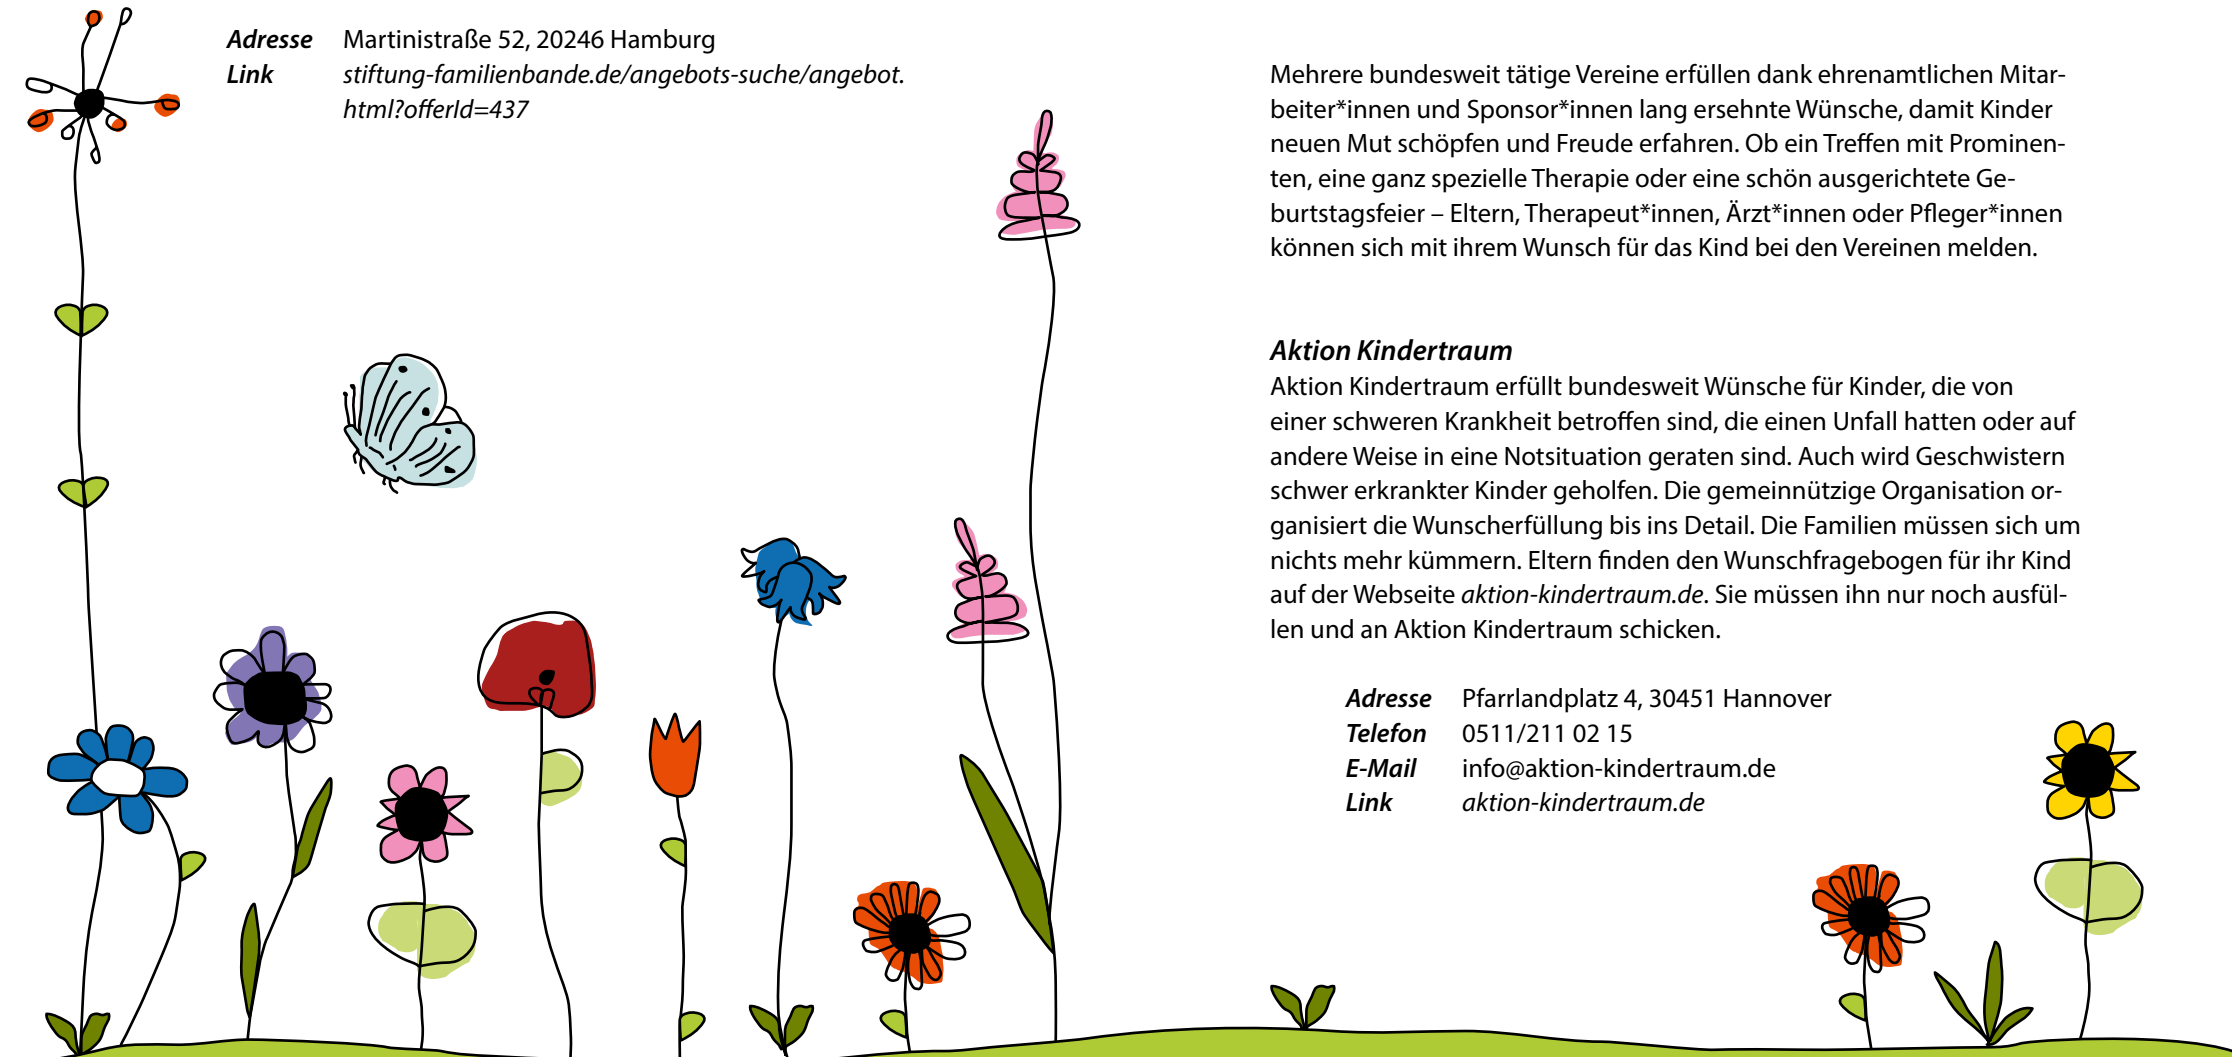 Adresse Martinistraße 52, 20246 Hamburg
Link stiftung-familienbande.de/angebots-suche/angebot.
html?offerId=437
Mehrere bundesweit tätige Vereine erfüllen dank ehrenamtlichen Mitar-
beiter*innen und Sponsor*innen lang ersehnte Wünsche, damit Kinder
neuen Mut schöpfen und Freude erfahren. Ob ein Treffen mit Prominen-
ten, eine ganz spezielle Therapie oder eine schön ausgerichtete Ge-
burtstagsfeier – Eltern, Therapeut*innen, Ärzt*innen oder Pfleger*innen
können sich mit ihrem Wunsch für das Kind bei den Vereinen melden.
Aktion Kindertraum
Aktion Kindertraum erfüllt bundesweit Wünsche für Kinder, die von
einer schweren Krankheit betroffen sind, die einen Unfall hatten oder auf
andere Weise in eine Notsituation geraten sind. Auch wird Geschwistern
schwer erkrankter Kinder geholfen. Die gemeinnützige Organisation or-
ganisiert die Wunscherfüllung bis ins Detail. Die Familien müssen sich um
nichts mehr kümmern. Eltern finden den Wunschfragebogen für ihr Kind
auf der Webseite aktion-kindertraum.de. Sie müssen ihn nur noch ausfül-
len und an Aktion Kindertraum schicken.
Adresse Pfarrlandplatz 4, 30451 Hannover
Telefon 0511/211 02 15
E-Mail info@aktion-kindertraum.de
Link aktion-kindertraum.de